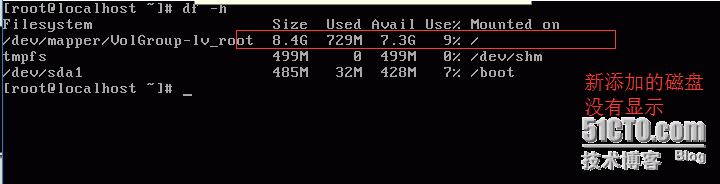 [root@localhost ~]# df -h
Filesystem Size Used Avail Use% Mounted on
/dev/mapper/VolGroup-lv_root 8.4G 729M 7.3G 9% /
tmpfs 499M 0 499M 0% /dev/shm
/dev/sda1 485M 32M 428M 7% /boot
[root@localhost ~]# _
新添加的磁盘
没有显示
51CTO.com
技术博客 Blog